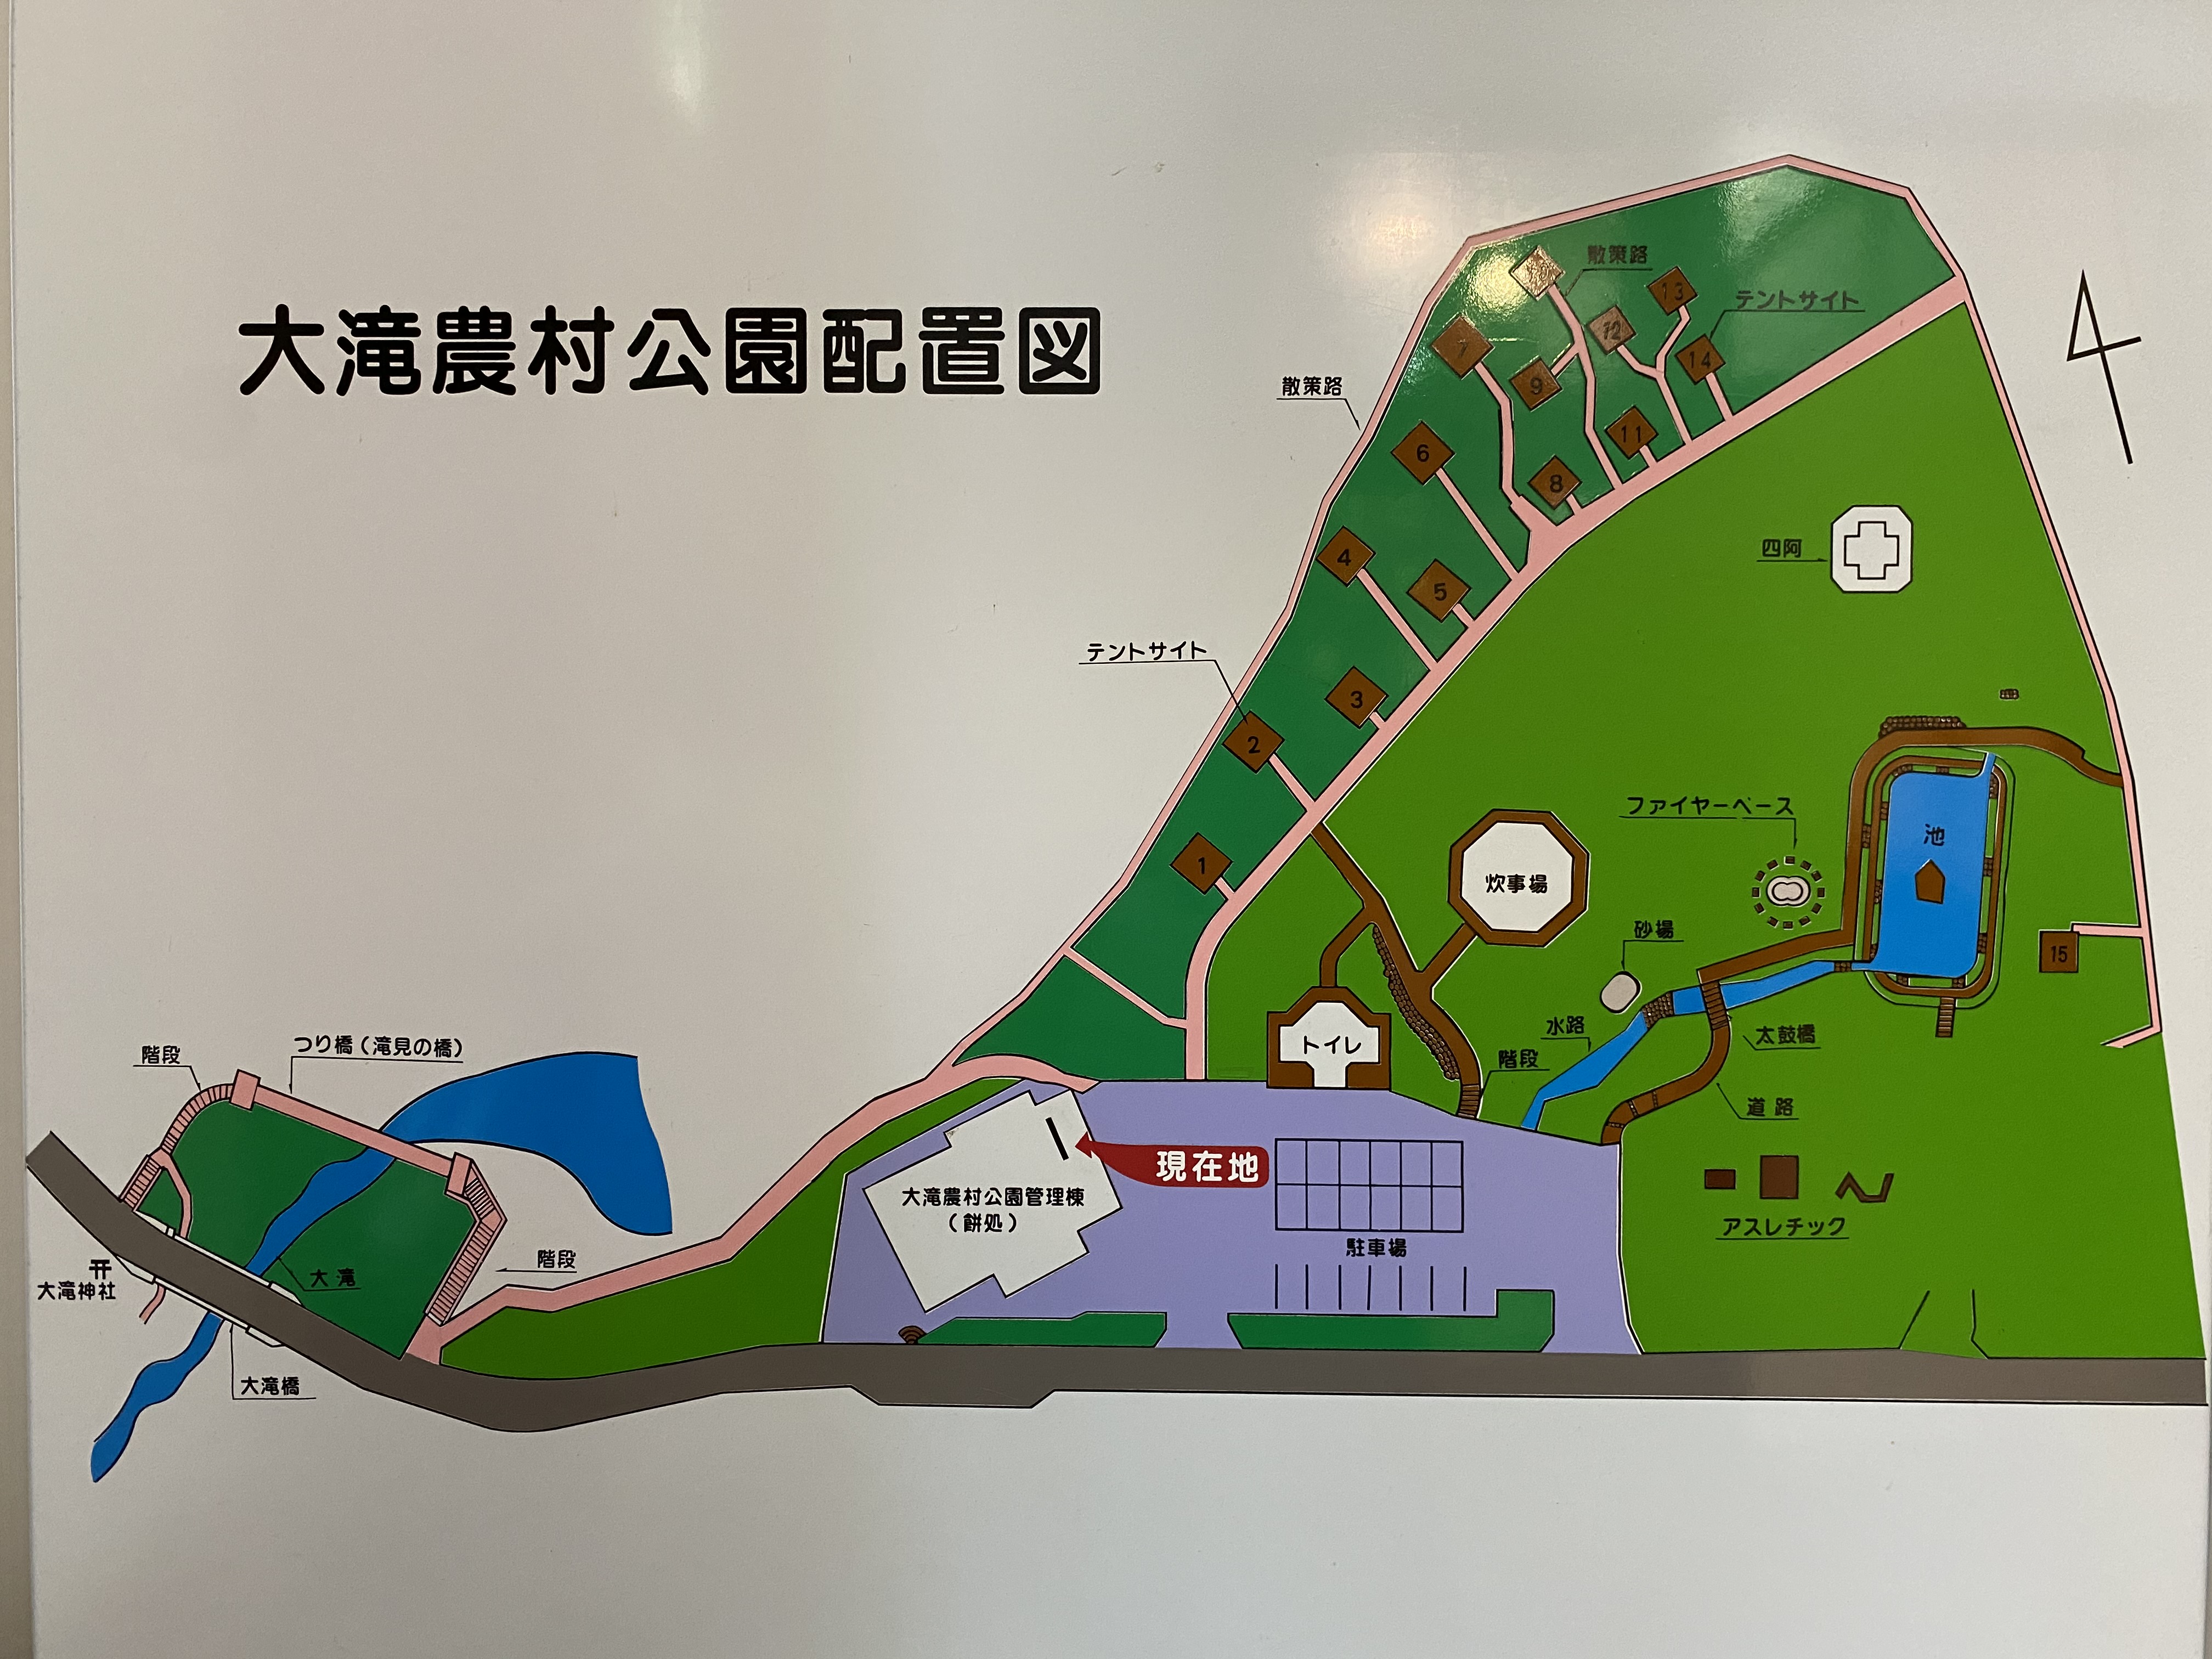 大滝農村公園配置図
散策路
テントサイト
散策路
13
12
7
14
9
11
6
8
四阿
4
5
テントサイト
3
2
ファイヤーベース
池
1
炊事場
砂場
15
水路
太鼓橋
トイレ
階段
つり橋(滝見の橋)
階段
道路
現在地
大滝農村公園管理棟
(餅処)
アスレチック
駐車場
階段
大滝
大滝神社
大滝橋